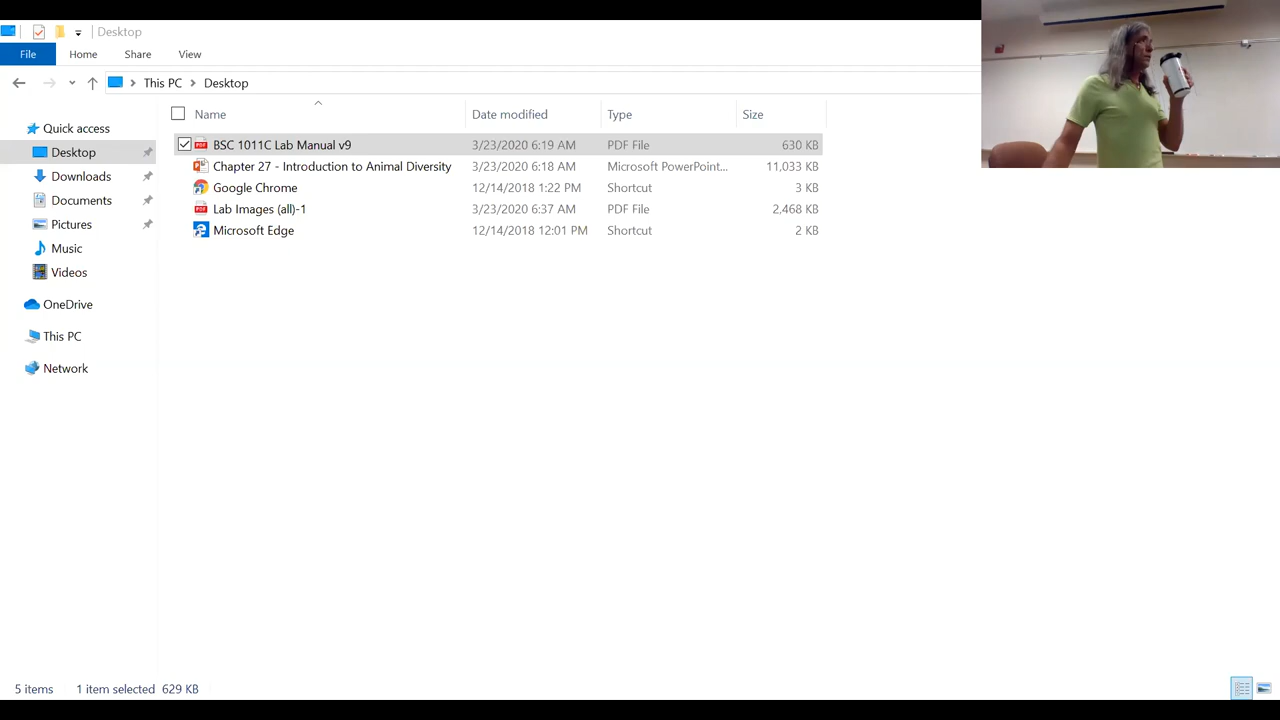 Desktop
File Home Share View
This PC Desktop
Name Date modified Type Size
Quick access
Desktop
Downloads
Documents
Pictures
Music
Videos
OneDrive
This PC
Network
BSC 1011C Lab Manual v9 3/23/2020 6:19 AM PDF File 630 KB
Chapter 27 - Introduction to Animal Diversity 3/23/2020 6:18 AM Microsoft PowerPoint... 11,033 KB
Google Chrome 12/14/2018 1:22 PM Shortcut 3 KB
Lab Images (all)-1 3/23/2020 6:37 AM PDF File 2,468 KB
Microsoft Edge 12/14/2018 12:01 PM Shortcut 2 KB
5 items 1 item selected 629 KB